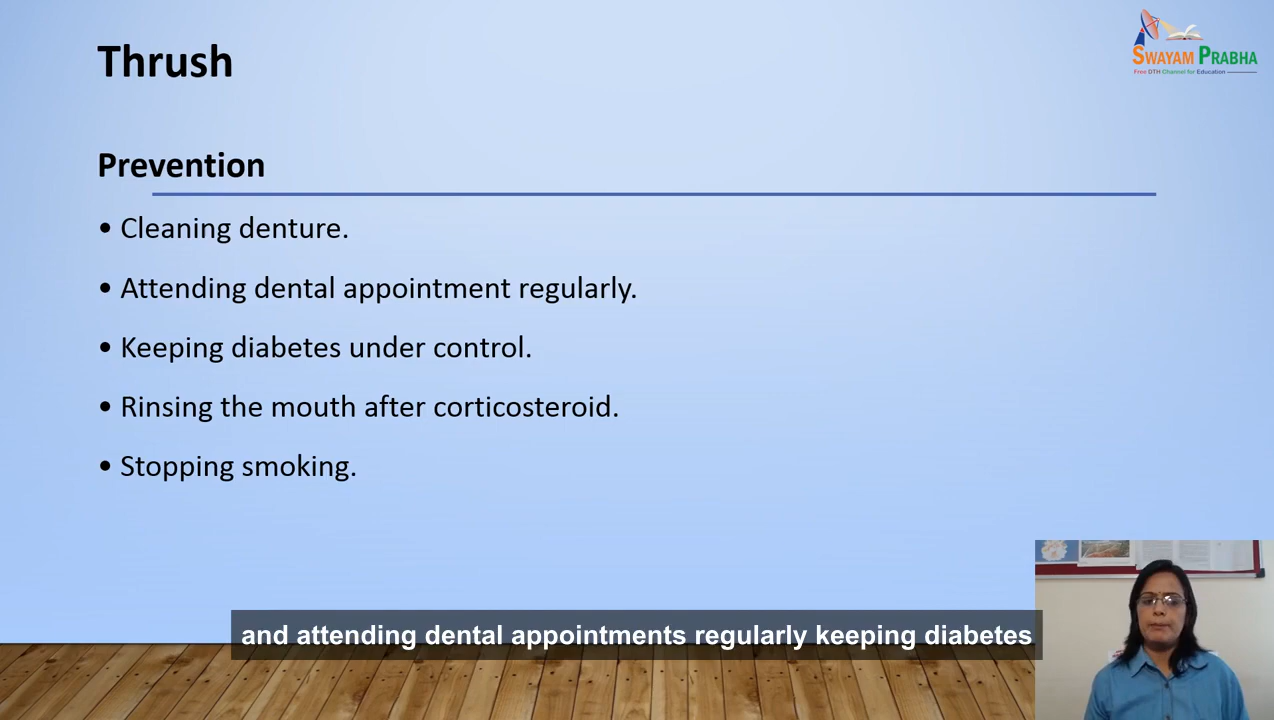 Thrush
SWAYAM PRABHA
Free DTH Channel for Education
Prevention
• Cleaning denture.
• Attending dental appointment regularly.
• Keeping diabetes under control.
• Rinsing the mouth after corticosteroid.
• Stopping smoking.
and attending dental appointments regularly keeping diabetes